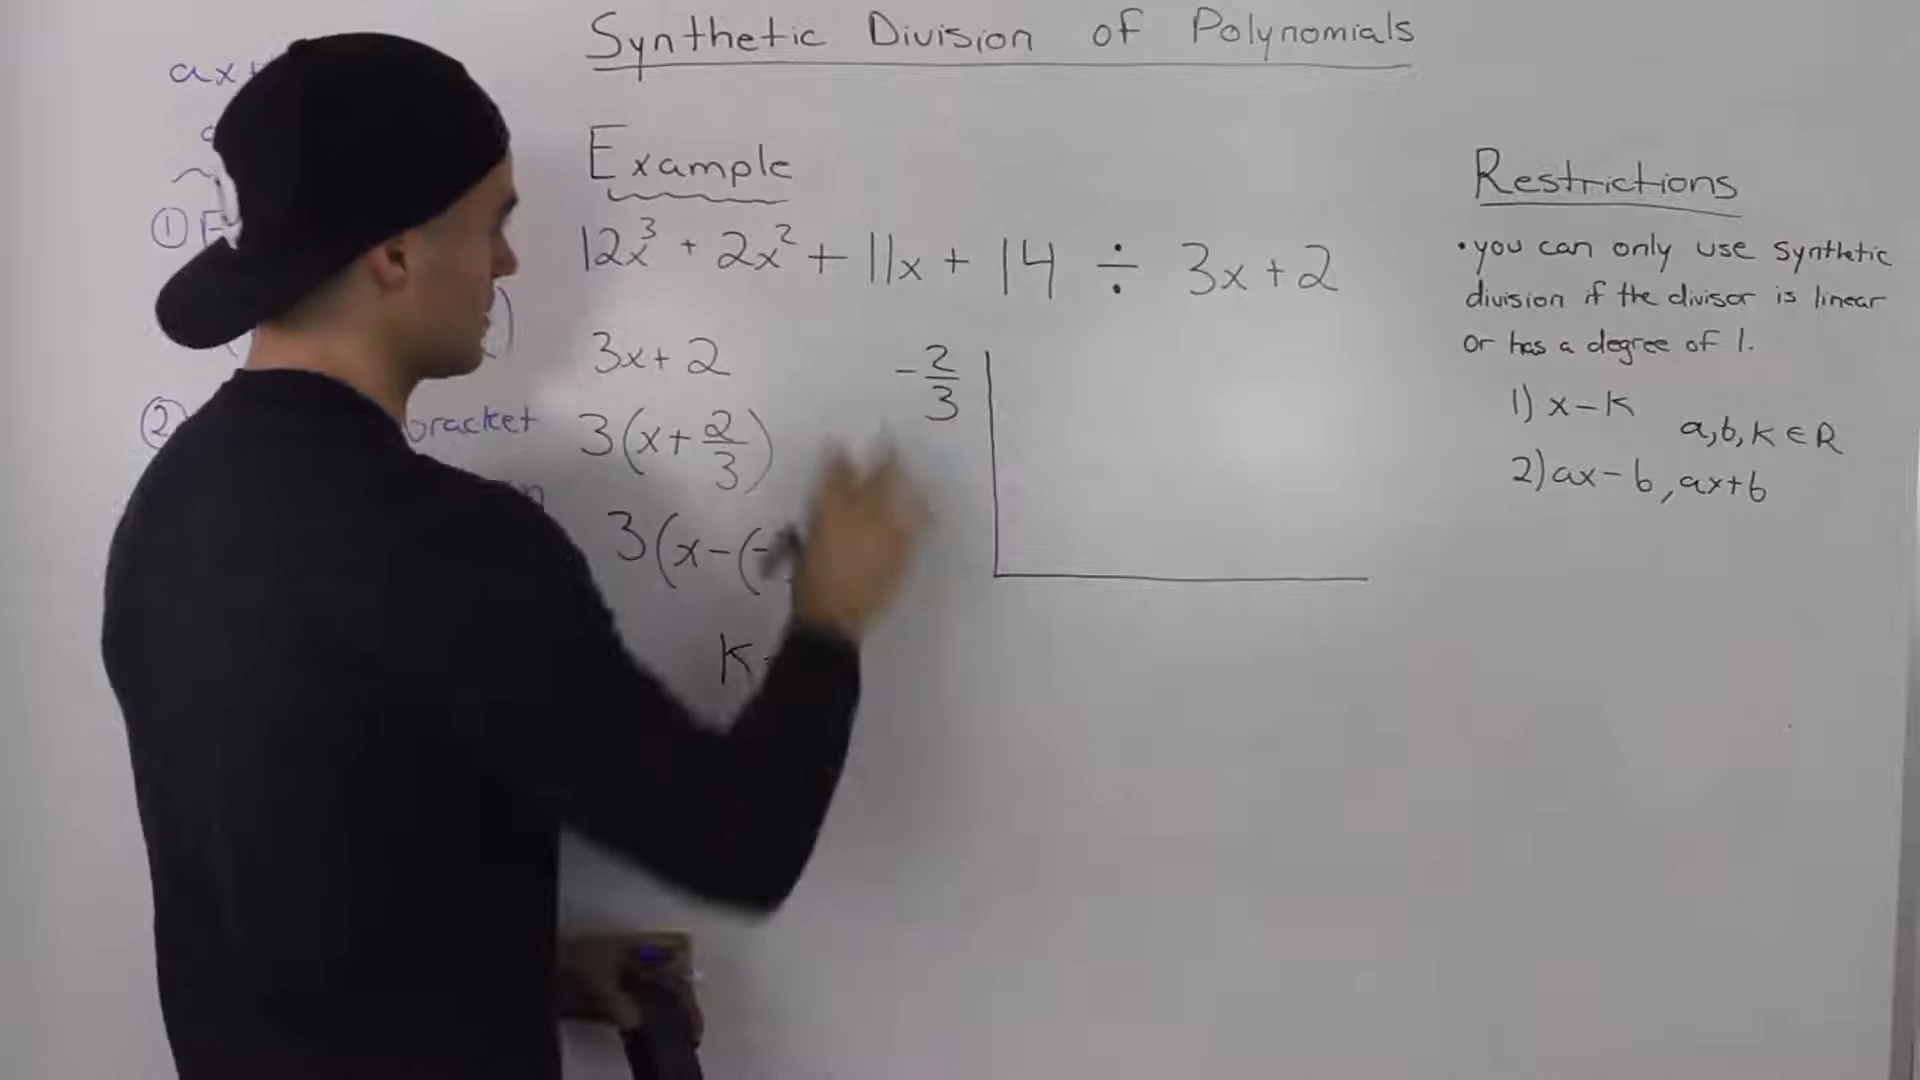 Synthetic Division of Polynomials
ax+
Example
①
12x³ + 2x² + 11x + 14 ÷ 3x + 2
3x + 2
② bracket
3(x + 2/3)
3(x - (-
K
-2/3
Restrictions
• you can only use synthetic
division if the divisor is linear
or has a degree of 1.
1) x - K
a, b, K ∈ R
2) ax - b, ax + b